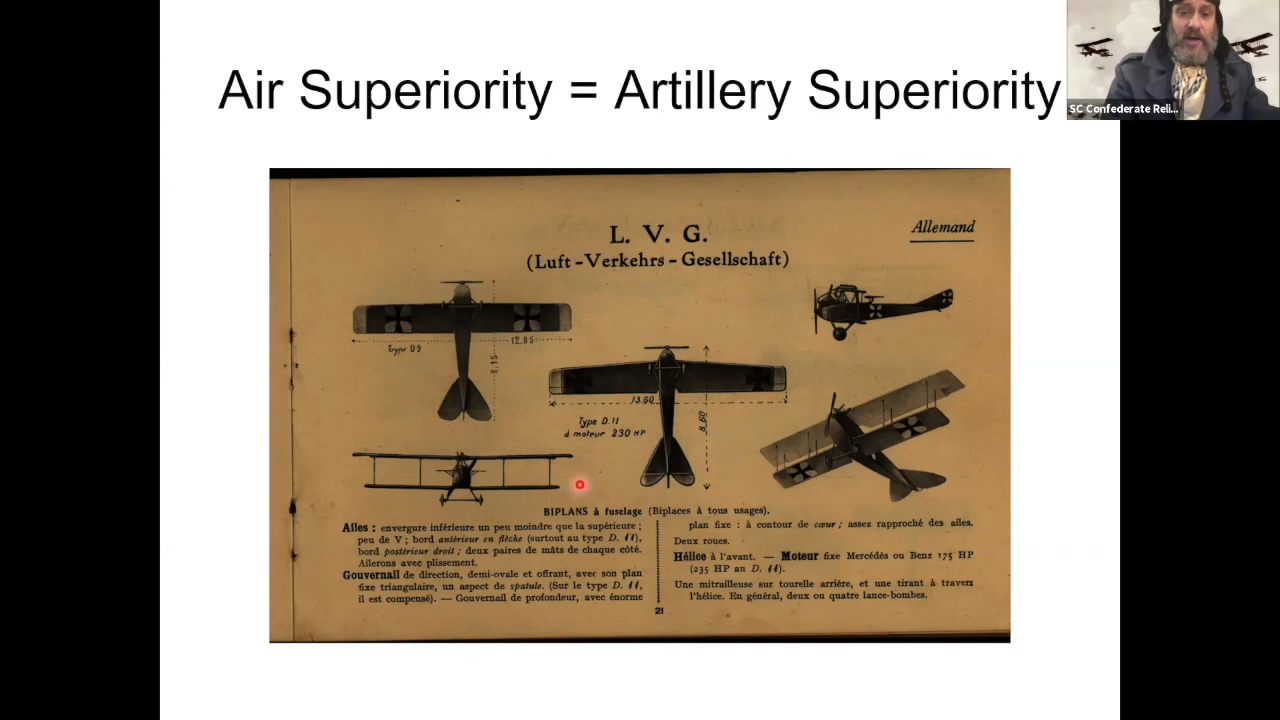 Air Superiority = Artillery Superiority
SC Confederate Reli...
Allemand
L. V. G.
(Luft-Verkehrs-Gesellschaft)
Type D9
12.85
8,15
13.60
Type D.11
à moteur 230 HP
8,60
BIPLANS à fuselage (Biplaces à tous usages).
Ailes : envergure inférieure un peu moindre que la supérieure ;
peu de V ; bord antérieur en flèche (surtout au type D. 11),
bord postérieur droit ; deux paires de mâts de chaque côté.
Ailerons avec plissement.
Gouvernail de direction, demi-ovale et offrant, avec son plan
fixe triangulaire, un aspect de spatule. (Sur le type D. 11,
il est compensé). — Gouvernail de profondeur, avec énorme
plan fixe : à contour de cœur ; assez rapproché des ailes.
Deux roues.
Hélice à l'avant. — Moteur fixe Mercédès ou Benz 175 HP
(235 HP au D. 11).
Une mitrailleuse sur tourelle arrière, et une tirant à travers
l'hélice. En général, deux ou quatre lance-bombes.
21